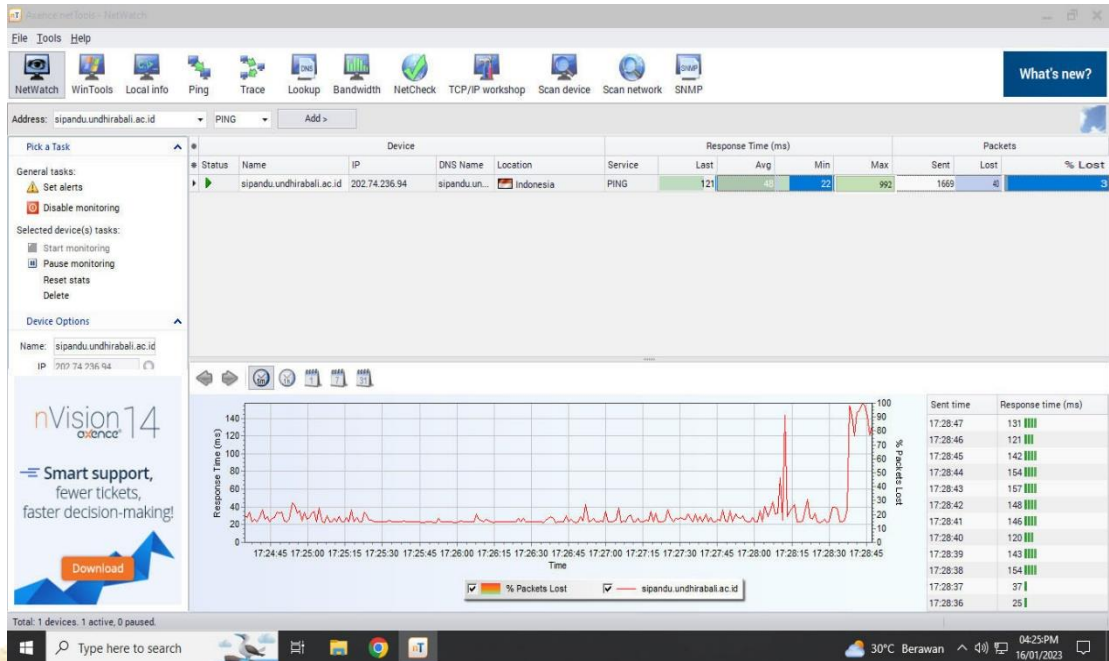 Axence netTools - NetWatch
File Tools Help
NetWatch WinTools Local info Ping Trace Lookup Bandwidth NetCheck TCP/IP workshop Scan device Scan network SNMP
What's new?
Address: sipandu.undhirabali.ac.id PING Add >
Pick a Task
General tasks:
Set alerts
Disable monitoring
Selected device(s) tasks:
Start monitoring
Pause monitoring
Reset stats
Delete
Device Options
Name: sipandu.undhirabali.ac.id
IP 202.74.236.94
nVision 14
axence
Smart support,
fewer tickets,
faster decision-making!
Download
Device Response Time (ms) Packets
Status Name IP DNS Name Location Service Last Avg Min Max Sent Lost % Lost
sipandu.undhirabali.ac.id 202.74.236.94 sipandu.un... Indonesia PING 121 48 22 992 1669 40 3
5m 1h 1 7 31
Response Time (ms)
140
120
100
80
60
40
20
0
100
90
80
70
60
50
40
30
20
10
0
% Packets Lost
17:24:45 17:25:00 17:25:15 17:25:30 17:25:45 17:26:00 17:26:15 17:26:30 17:26:45 17:27:00 17:27:15 17:27:30 17:27:45 17:28:00 17:28:15 17:28:30 17:28:45
Time
% Packets Lost sipandu.undhirabali.ac.id
Sent time Response time (ms)
17:28:47 131
17:28:46 121
17:28:45 142
17:28:44 154
17:28:43 157
17:28:42 148
17:28:41 146
17:28:40 120
17:28:39 143
17:28:38 154
17:28:37 37
17:28:36 25
Total: 1 devices. 1 active, 0 paused.
Type here to search
nT
30°C Berawan
04:25PM
16/01/2023